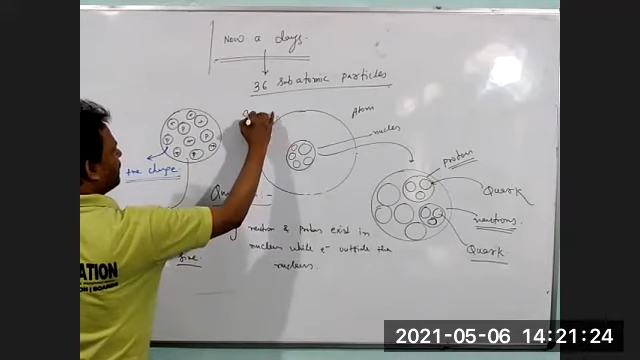 Now a days.
36 subatomic particles
Atom
nucleus
proton
Quark
+ve charge
neutrons
Quark
neutron & proton exist in
nucleus while e⁻ outside the
nucleus.
ATION
2021-05-06 14:21:24